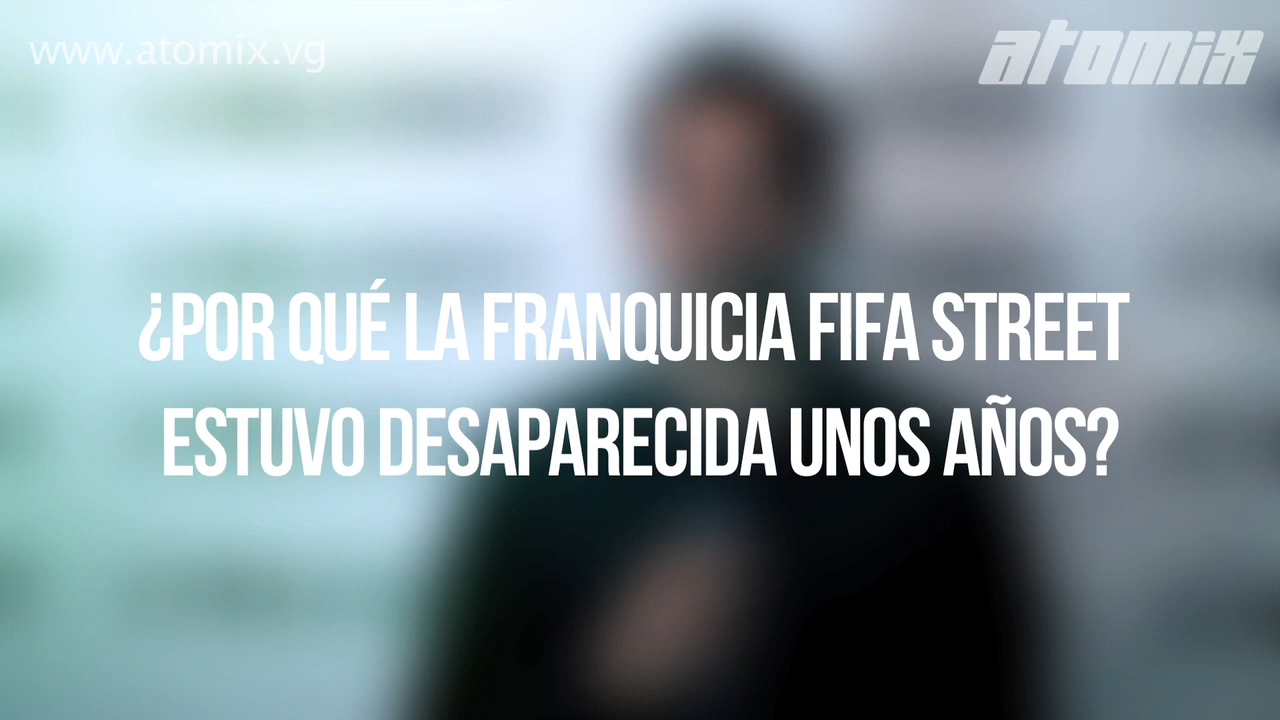 www.atomix.vg
atomix
¿POR QUÉ LA FRANQUICIA FIFA STREET
ESTUVO DESAPARECIDA UNOS AÑOS?